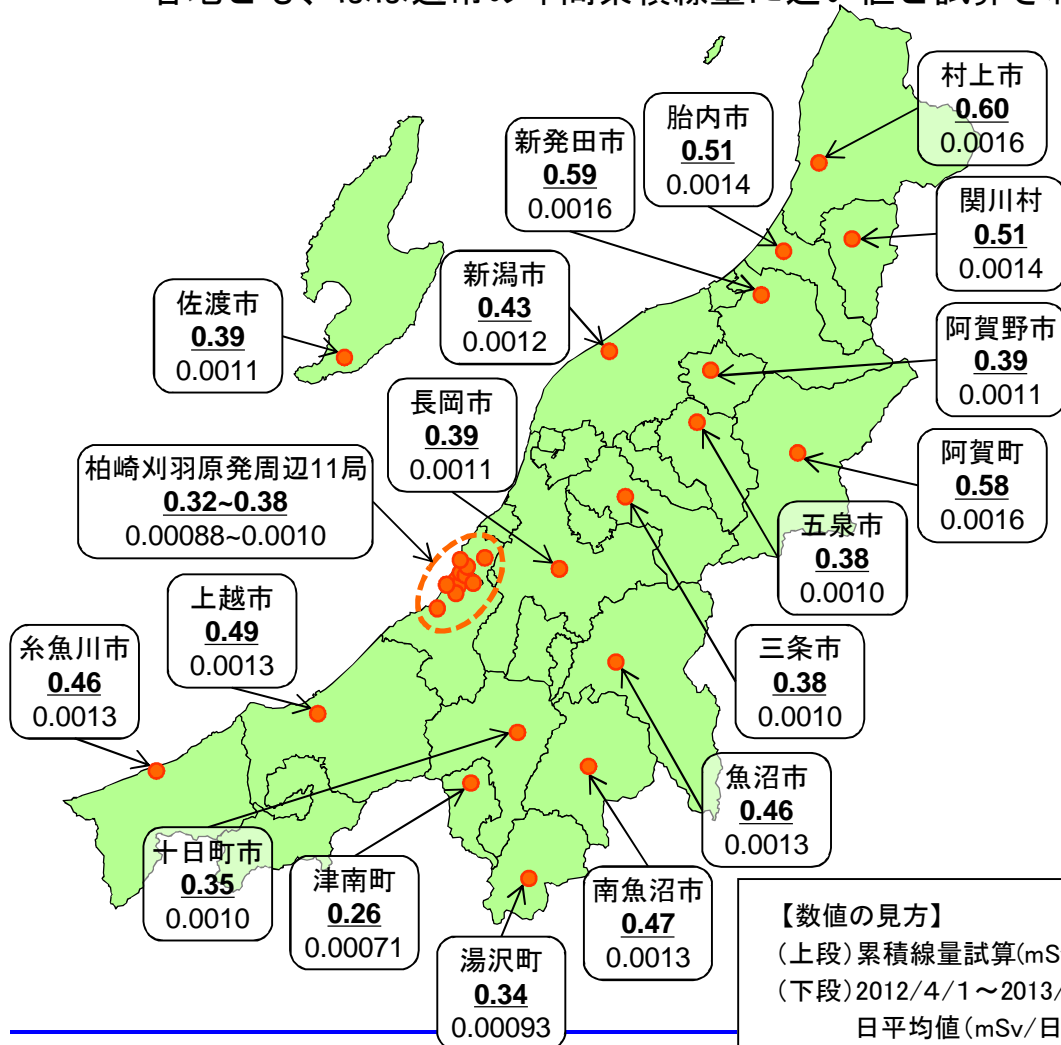 村上市
0.60
0.0016
胎内市
0.51
0.0014
新発田市
0.59
0.0016
関川村
0.51
0.0014
新潟市
0.43
0.0012
佐渡市
0.39
0.0011
阿賀野市
0.39
0.0011
長岡市
0.39
0.0011
柏崎刈羽原発周辺11局
0.32~0.38
0.00088~0.0010
阿賀町
0.58
0.0016
五泉市
0.38
0.0010
上越市
0.49
0.0013
糸魚川市
0.46
0.0013
三条市
0.38
0.0010
魚沼市
0.46
0.0013
十日町市
0.35
0.0010
津南町
0.26
0.00071
南魚沼市
0.47
0.0013
湯沢町
0.34
0.00093
【数値の見方】
(上段)累積線量試算(mS
(下段)2012/4/1~2013/
日平均値(mSv/日